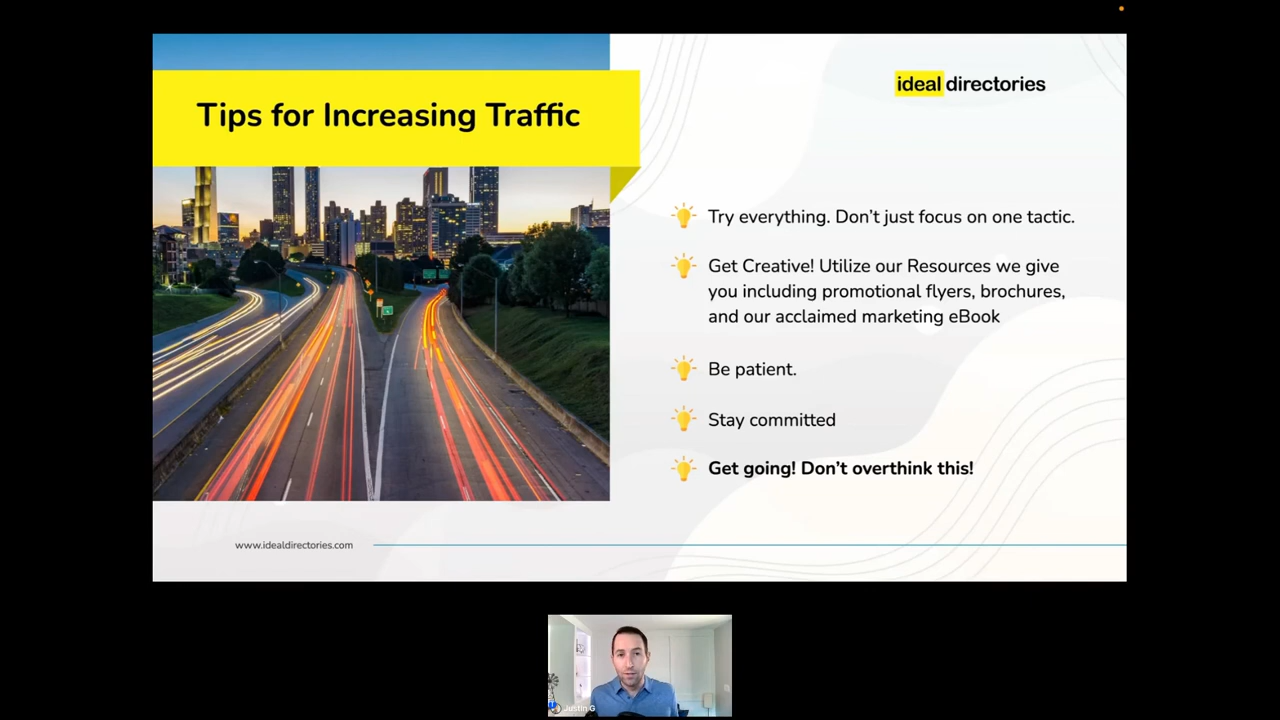 Tips for Increasing Traffic
ideal directories
Try everything. Don’t just focus on one tactic.
Get Creative! Utilize our Resources we give
you including promotional flyers, brochures,
and our acclaimed marketing eBook
Be patient.
Stay committed
Get going! Don’t overthink this!
www.idealdirectories.com
Justin G